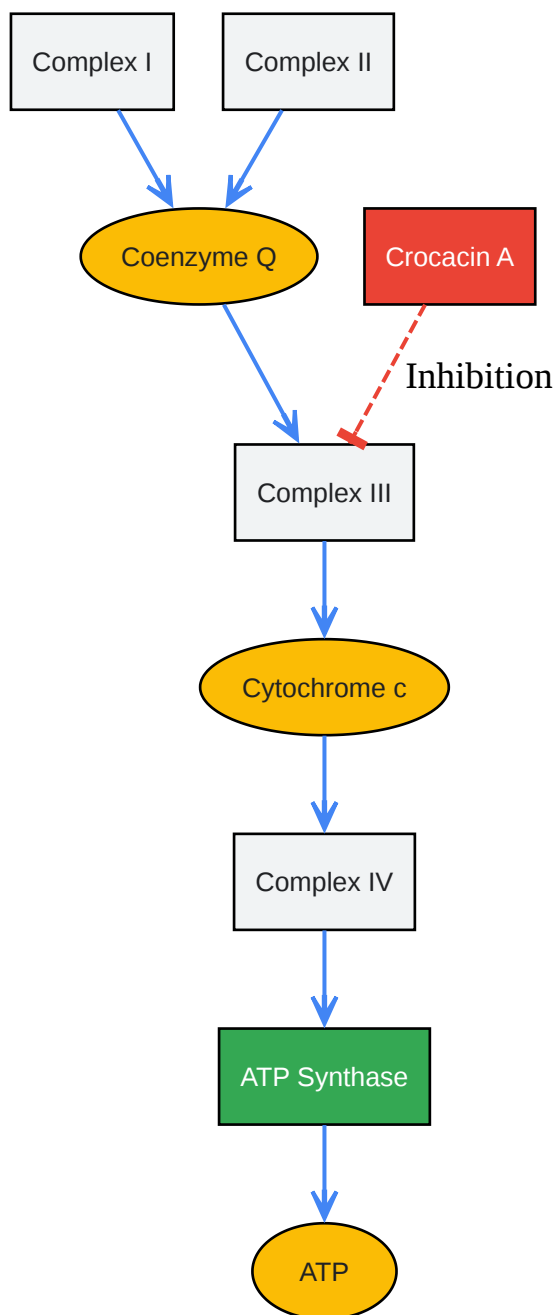 Complex I
Complex II
Coenzyme Q
Crocacin A
Inhibition
Complex III
Cytochrome c
Complex IV
ATP Synthase
ATP